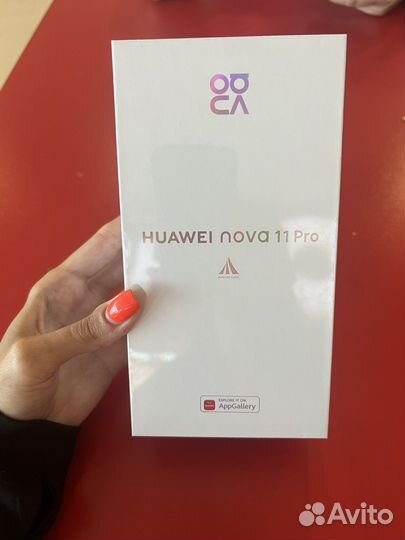 HUAWEI nova 11 Pro
EXPLORE IT ON
AppGallery
Avito